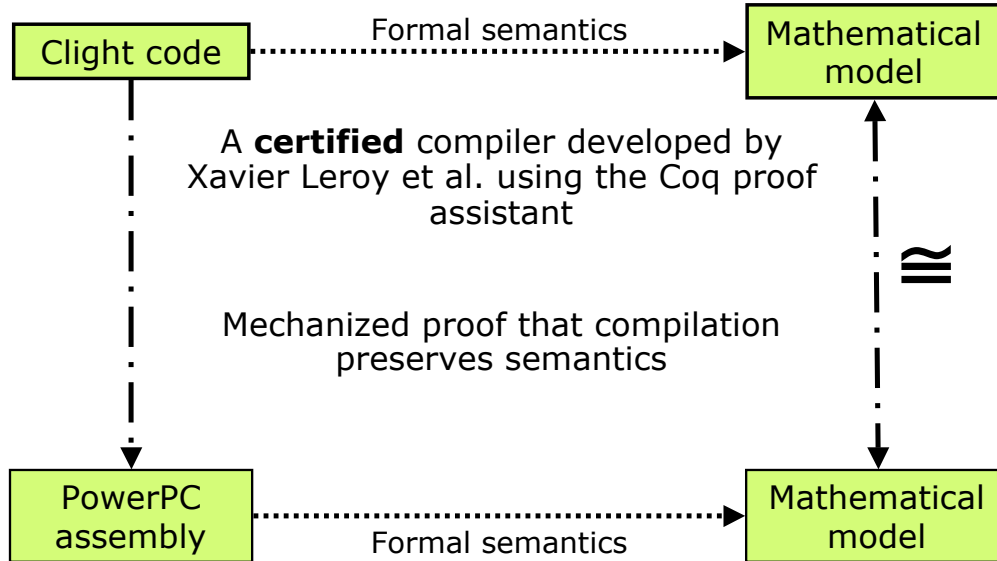 Clight code
Formal semantics
Mathematical
model
A certified compiler developed by
Xavier Leroy et al. using the Coq proof
assistant
≅
Mechanized proof that compilation
preserves semantics
PowerPC
assembly
Formal semantics
Mathematical
model